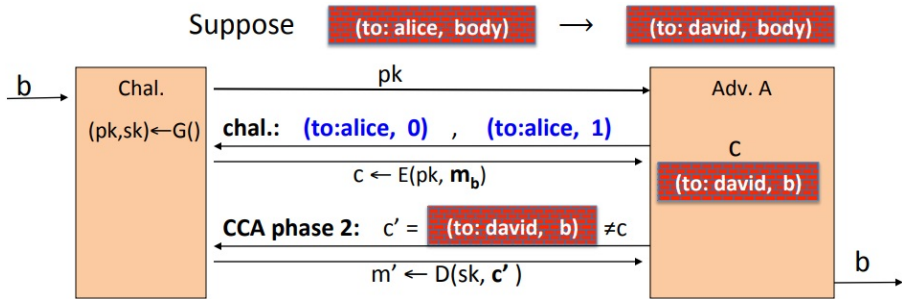 Suppose (to: alice, body) → (to: david, body)
b
Chal.
pk
Adv. A
(pk,sk)←G()
chal.: (to:alice, 0) , (to:alice, 1)
c
c ← E(pk, m_b)
(to: david, b)
CCA phase 2: c' = (to: david, b) ≠c
m' ← D(sk, c' )
b